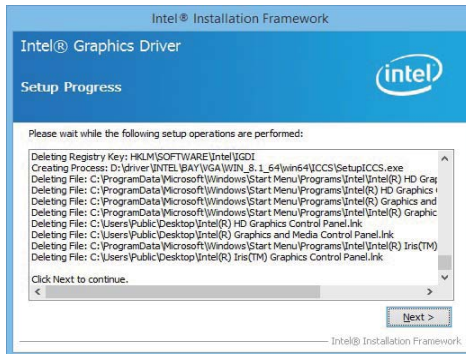 Intel® Installation Framework
Intel® Graphics Driver
Setup Progress
intel
Please wait while the following setup operations are performed:
Deleting Registry Key: HKLM\SOFTWARE\Intel\IGDI
Creating Process: D:\driver\INTEL\BAY\VGA\WIN_8.1_64\win64\ICCS\SetupICCS.exe
Deleting File: C:\ProgramData\Microsoft\Windows\Start Menu\Programs\Intel\Intel(R) HD Grap
Deleting File: C:\ProgramData\Microsoft\Windows\Start Menu\Programs\Intel\Intel(R) HD Graphics
Deleting File: C:\ProgramData\Microsoft\Windows\Start Menu\Programs\Intel\Intel(R) Graphics and
Deleting File: C:\ProgramData\Microsoft\Windows\Start Menu\Programs\Intel\Intel(R) Graphic
Deleting File: C:\Users\Public\Desktop\Intel(R) HD Graphics Control Panel.lnk
Deleting File: C:\Users\Public\Desktop\Intel(R) Graphics and Media Control Panel.lnk
Deleting File: C:\ProgramData\Microsoft\Windows\Start Menu\Programs\Intel\Intel(R) Iris(TM)
Deleting File: C:\Users\Public\Desktop\Intel(R) Iris(TM) Graphics Control Panel.lnk
Click Next to continue.
Next >
Intel® Installation Framework